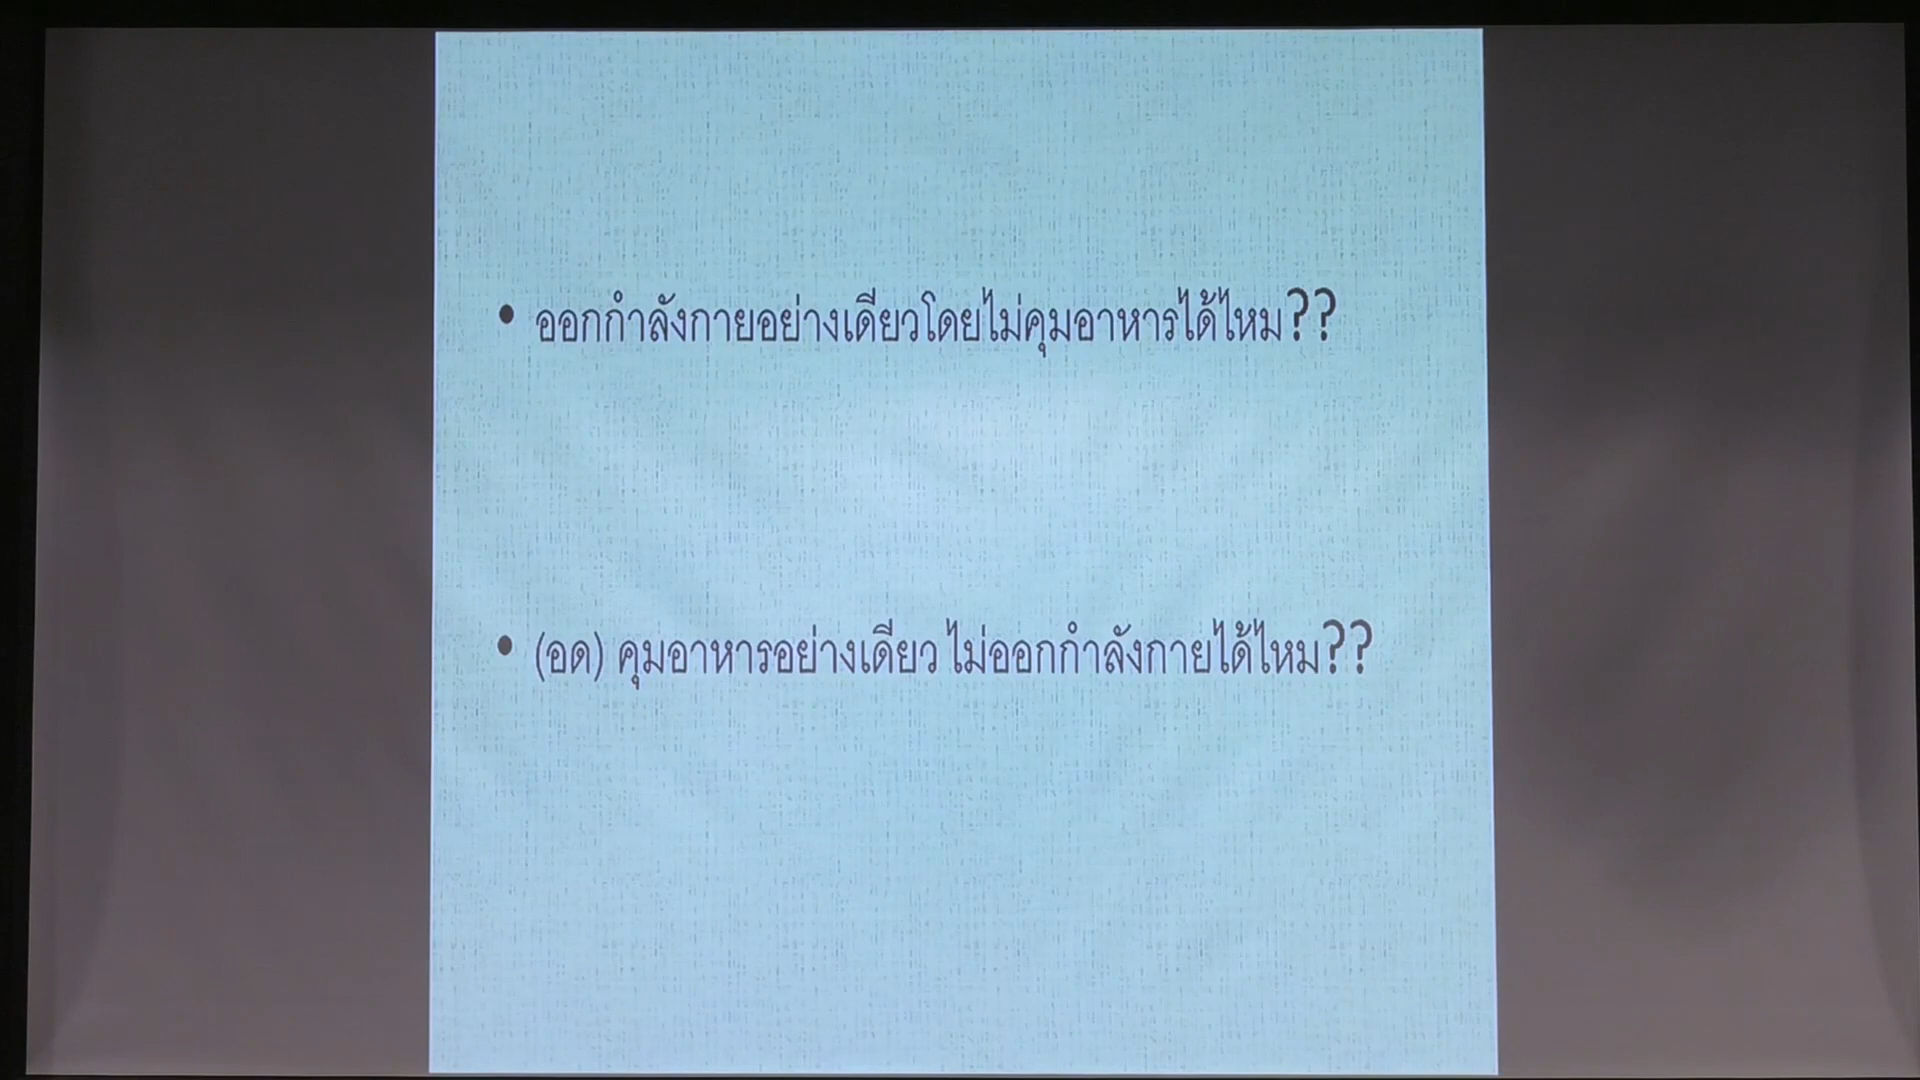 • ออกกำลังกายอย่างเดียวโดยไม่คุมอาหารได้ไหม??
• (อด) คุมอาหารอย่างเดียว ไม่ออกกำลังกายได้ไหม??